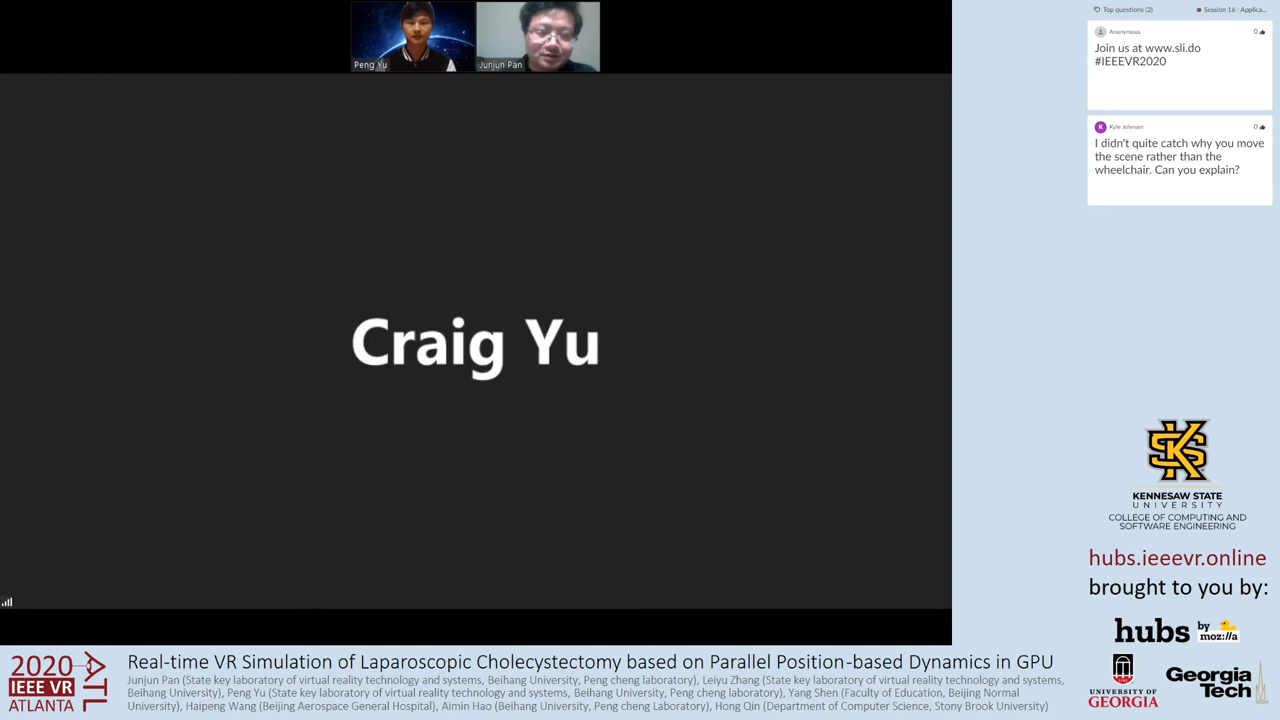 Peng Yu
Junjun Pan
Craig Yu
Top questions (2)
Session 16 : Applica...
Anonymous
0
Join us at www.sli.do
#IEEEVR2020
K
Kyle Johnsen
0
I didn't quite catch why you move
the scene rather than the
wheelchair. Can you explain?
KS
KENNESAW STATE
UNIVERSITY
COLLEGE OF COMPUTING AND
SOFTWARE ENGINEERING
hubs.ieeevr.online
brought to you by:
hubs by
moz://a
UNIVERSITY OF
GEORGIA
Georgia
Tech
2020
IEEE VR
ATLANTA
ATL
Real-time VR Simulation of Laparoscopic Cholecystectomy based on Parallel Position-based Dynamics in GPU
Junjun Pan (State key laboratory of virtual reality technology and systems, Beihang University, Peng cheng laboratory), Leiyu Zhang (State key laboratory of virtual reality technology and systems,
Beihang University), Peng Yu (State key laboratory of virtual reality technology and systems, Beihang University, Peng cheng laboratory), Yang Shen (Faculty of Education, Beijing Normal
University), Haipeng Wang (Beijing Aerospace General Hospital), Aimin Hao (Beihang University, Peng cheng Laboratory), Hong Qin (Department of Computer Science, Stony Brook University)